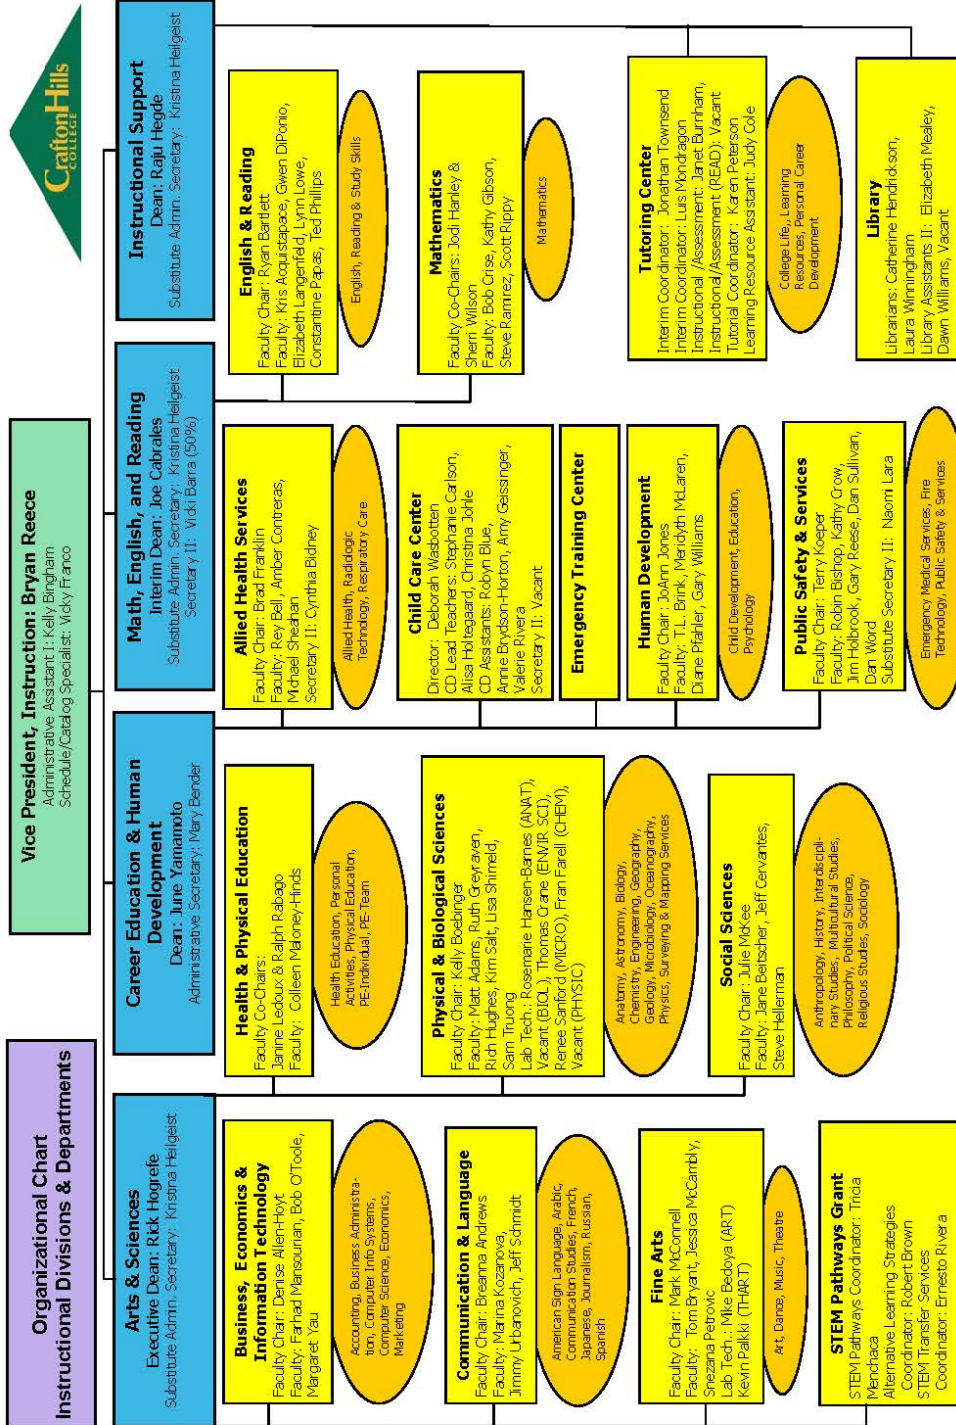 Organizational Chart
Instructional Divisions & Departments
Vice President, Instruction: Bryan Reece
Administrative Assistant I: Kelly Bingham
Schedule/Catalog Specialist: Vicky Franco
CraftonHills
COLLEGE
Arts & Sciences
Executive Dean: Rick Hogrefe
Substitute Admin. Secretary: Kristina Heilgeist
Career Education & Human
Development
Dean: June Yamamoto
Administrative Secretary: Mary Bender
Math, English, and Reading
Interim Dean: Joe Cabrales
Substitute Admin. Secretary: Kristina Heilgeist
Secretary II: Vicki Barra (50%)
Instructional Support
Dean: Raju Hegde
Substitute Admin. Secretary: Kristina Heilgeist
Business, Economics &
Information Technology
Faculty Chair: Denise Allen-Hoyt
Faculty: Farhad Mansourian, Bob O'Toole,
Margaret Yau
Accounting, Business Administra-
tion, Computer Info Systems,
Computer Science, Economics,
Marketing
Communication & Language
Faculty Chair: Breanna Andrews
Faculty: Marina Kozanova,
Jimmy Urbanovich, Jeff Schmidt
American Sign Language, Arabic,
Communication Studies, French,
Japanese, Journalism, Russian,
Spanish
Fine Arts
Faculty Chair: Mark McConnell
Faculty: Tom Bryant, Jessica McCambly,
Snezana Petrovic
Lab Tech.: Mike Bedoya (ART)
Kevin Palkki (THART)
Art, Dance, Music, Theatre
STEM Pathways Grant
STEM Pathways Coordinator: Tricia
Menchaca
Alternative Learning Strategies
Coordinator: Robert Brown
STEM Transfer Services
Coordinator: Ernesto Rivera
Health & Physical Education
Faculty Co-Chairs:
Janine Ledoux & Ralph Rabago
Faculty: Colleen Maloney-Hinds
Health Education, Personal
Activities, Physical Education,
PE-Individual, PE-Team
Physical & Biological Sciences
Faculty Chair: Kelly Boebinger
Faculty: Matt Adams, Ruth Greyraven,
Rich Hughes, Kim Salt, Lisa Shimeld,
Sam Truong
Lab Tech.: Rosemarie Hansen-Barnes (ANAT),
Vacant (BIOL), Thomas Crane (ENVIR SCI),
Renee Sanford (MICRO), Fran Farell (CHEM),
Vacant (PHYSIC)
Anatomy, Astronomy, Biology,
Chemistry, Engineering, Geography,
Geology, Microbiology, Oceanography,
Physics, Surveying & Mapping Services
Social Sciences
Faculty Chair: Julie McKee
Faculty: Jane Beitscher, Jeff Cervantes,
Steve Hellerman
Anthropology, History, Interdiscipli-
nary Studies, Multicultural Studies,
Philosophy, Political Science,
Religious Studies, Sociology
Allied Health Services
Faculty Chair: Brad Franklin
Faculty: Rey Bell, Amber Contreras,
Michael Sheahan
Secretary II: Cynthia Bidney
Allied Health, Radiologic
Technology, Respiratory Care
Child Care Center
Director: Deborah Wasbotten
CD Lead Teachers: Stephanie Carlson,
Alisa Holtegaard, Christina Johle
CD Assistants: Robyn Blue,
Annie Brydson-Horton, Amy Geissinger,
Valerie Rivera
Secretary II: Vacant
Emergency Training Center
Human Development
Faculty Chair: JoAnn Jones
Faculty: T.L. Brink, Meridyth McLaren,
Diane Pfahler, Gary Williams
Child Development, Education,
Psychology
Public Safety & Services
Faculty Chair: Terry Koeper
Faculty: Robin Bishop, Kathy Crow,
Jim Holbrook, Gary Reese, Dan Sullivan,
Dan Word
Substitute Secretary II: Naomi Lara
Emergency Medical Services, Fire
Technology, Public Safety & Services
English & Reading
Faculty Chair: Ryan Bartlett
Faculty: Kris Acquistapace, Gwen DiPonio,
Elizabeth Langenfeld, Lynn Lowe,
Constantine Papas, Ted Phillips
English, Reading & Study Skills
Mathematics
Faculty Co-Chairs: Jodi Hanley &
Sherri Wilson
Faculty: Bob Crise, Kathy Gibson,
Steve Ramirez, Scott Rippy
Mathematics
Tutoring Center
Interim Coordinator: Jonathan Townsend
Interim Coordinator: Luis Mondragon
Instructional /Assessment: Janet Burnham,
Instructional/Assessment (READ): Vacant
Tutorial Coordinator: Karen Peterson
Learning Resource Assistant: Judy Cole
College Life,, Learning
Resources, Personal Career
Development
Library
Librarians: Catherine Hendrickson,
Laura Winningham
Library Assistants II: Elizabeth Mealey,
Dawn Williams, Vacant